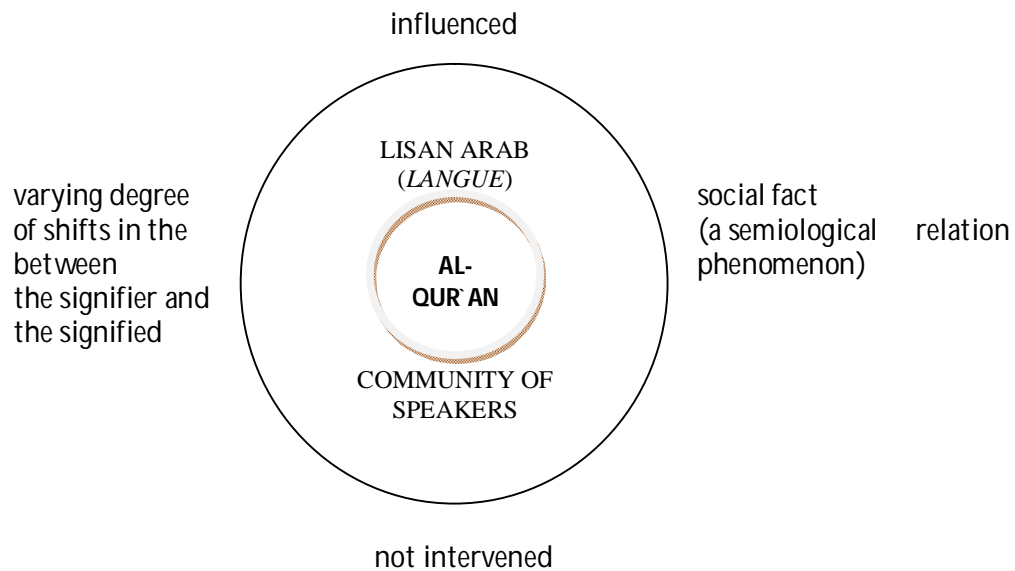 influenced
LISAN ARAB
(LANGUE)
varying degree
of shifts in the
between
the signifier and
the signified
AL-
QUR`AN
social fact
(a semiological relation
phenomenon)
COMMUNITY OF
SPEAKERS
not intervened